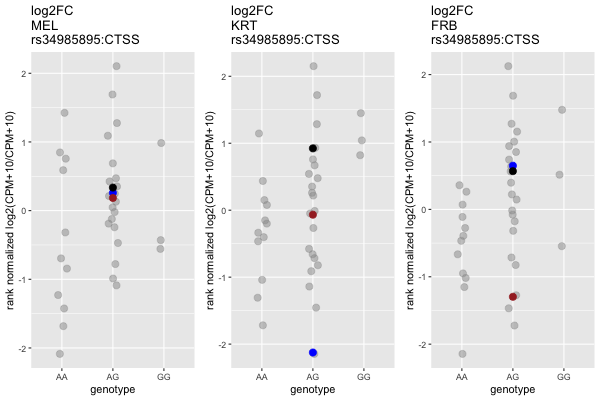 log2FC
MEL
rs34985895:CTSS
rank normalized log2(CPM+10/CPM+10)
2
1
0
-1
-2
AA
AG
GG
genotype
log2FC
KRT
rs34985895:CTSS
rank normalized log2(CPM+10/CPM+10)
2
1
0
-1
-2
AA
AG
GG
genotype
log2FC
FRB
rs34985895:CTSS
rank normalized log2(CPM+10/CPM+10)
2
1
0
-1
-2
AA
AG
GG
genotype